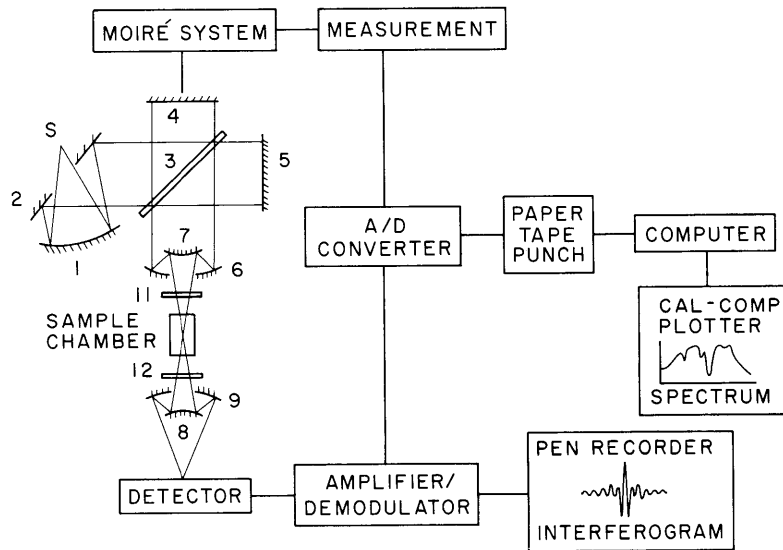 MOIRÉ SYSTEM
MEASUREMENT
4
S
3
5
2
1
7
6
A/D
CONVERTER
PAPER
TAPE
PUNCH
COMPUTER
11
SAMPLE
CHAMBER
12
9
8
CAL-COMP
PLOTTER
SPECTRUM
DETECTOR
AMPLIFIER/
DEMODULATOR
PEN RECORDER
INTERFEROGRAM